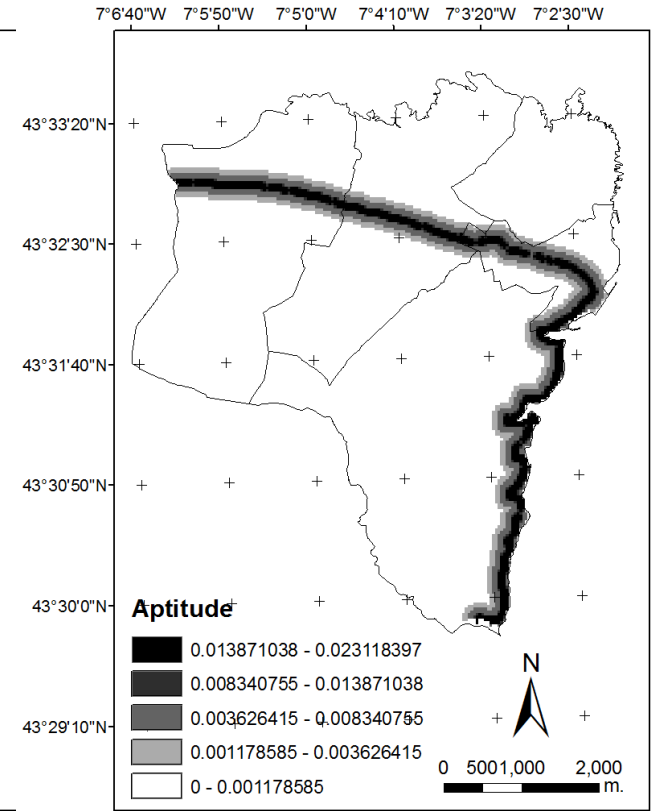 7°6'40"W 7°5'50"W 7°5'0"W 7°4'10"W 7°3'20"W 7°2'30"W
43°33'20"N
43°32'30"N
43°31'40"N
43°30'50"N
43°30'0"N
43°29'10"N
Aptitude
0.013871038 - 0.023118397
0.008340755 - 0.013871038
0.003626415 - 0.008340755
0.001178585 - 0.003626415
0 - 0.001178585
N
0 5001,000 2,000
m.